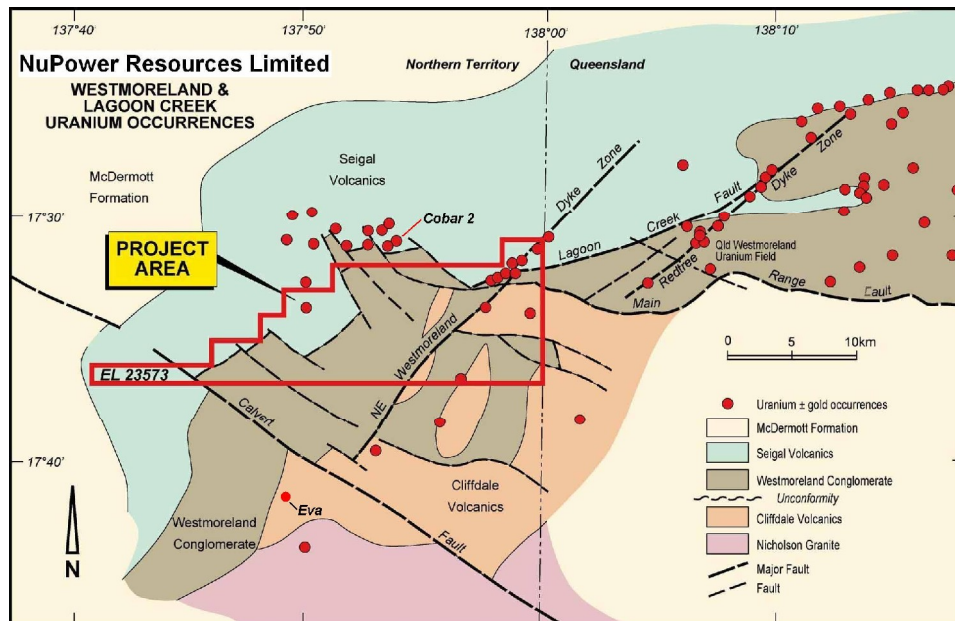 137°40'
137°50'
138°00'
138°10'
NuPower Resources Limited
WESTMORELAND &
LAGOON CREEK
URANIUM OCCURRENCES
Northern Territory
Queensland
McDermott
Formation
Seigal
Volcanics
Dyke
Zone
Fault
Dyke
Zone
17°30'
Cobar 2
PROJECT
AREA
Lagoon
Creek
Qld Westmoreland
Uranium Field
Redtree
Main
Range
Fault
Westmoreland
NE
EL 23573
Calvert
0 5 10km
17°40'
Cliffdale
Volcanics
Eva
Westmoreland
Conglomerate
Fault
N
Uranium ± gold occurrences
McDermott Formation
Seigal Volcanics
Westmoreland Conglomerate
Unconformity
Cliffdale Volcanics
Nicholson Granite
Major Fault
Fault